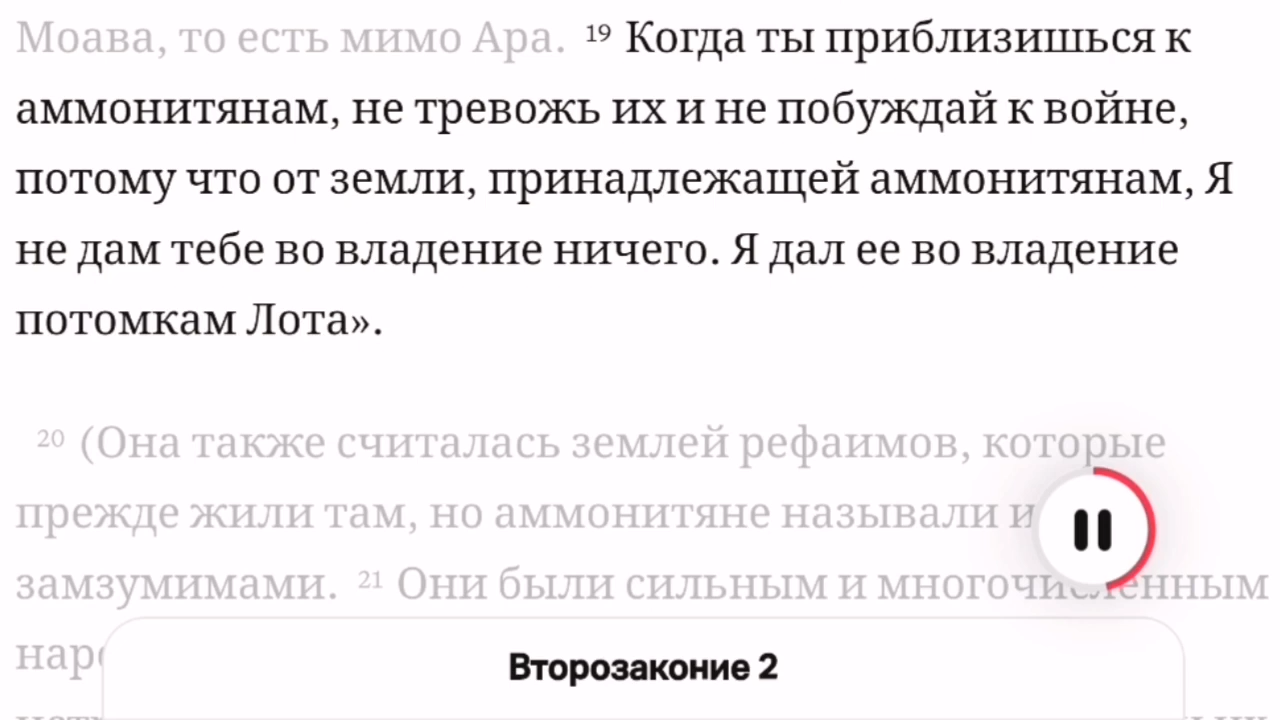 Моава, то есть мимо Ара. 19 Когда ты приблизишься к
аммонитянам, не тревожь их и не побуждай к войне,
потому что от земли, принадлежащей аммонитянам, Я
не дам тебе во владение ничего. Я дал ее во владение
потомкам Лота».
20 (Она также считалась землей рефаимов, которые
прежде жили там, но аммонитяне называли
замзумимами. 21 Они были сильным и многочисленным
Второзаконие 2